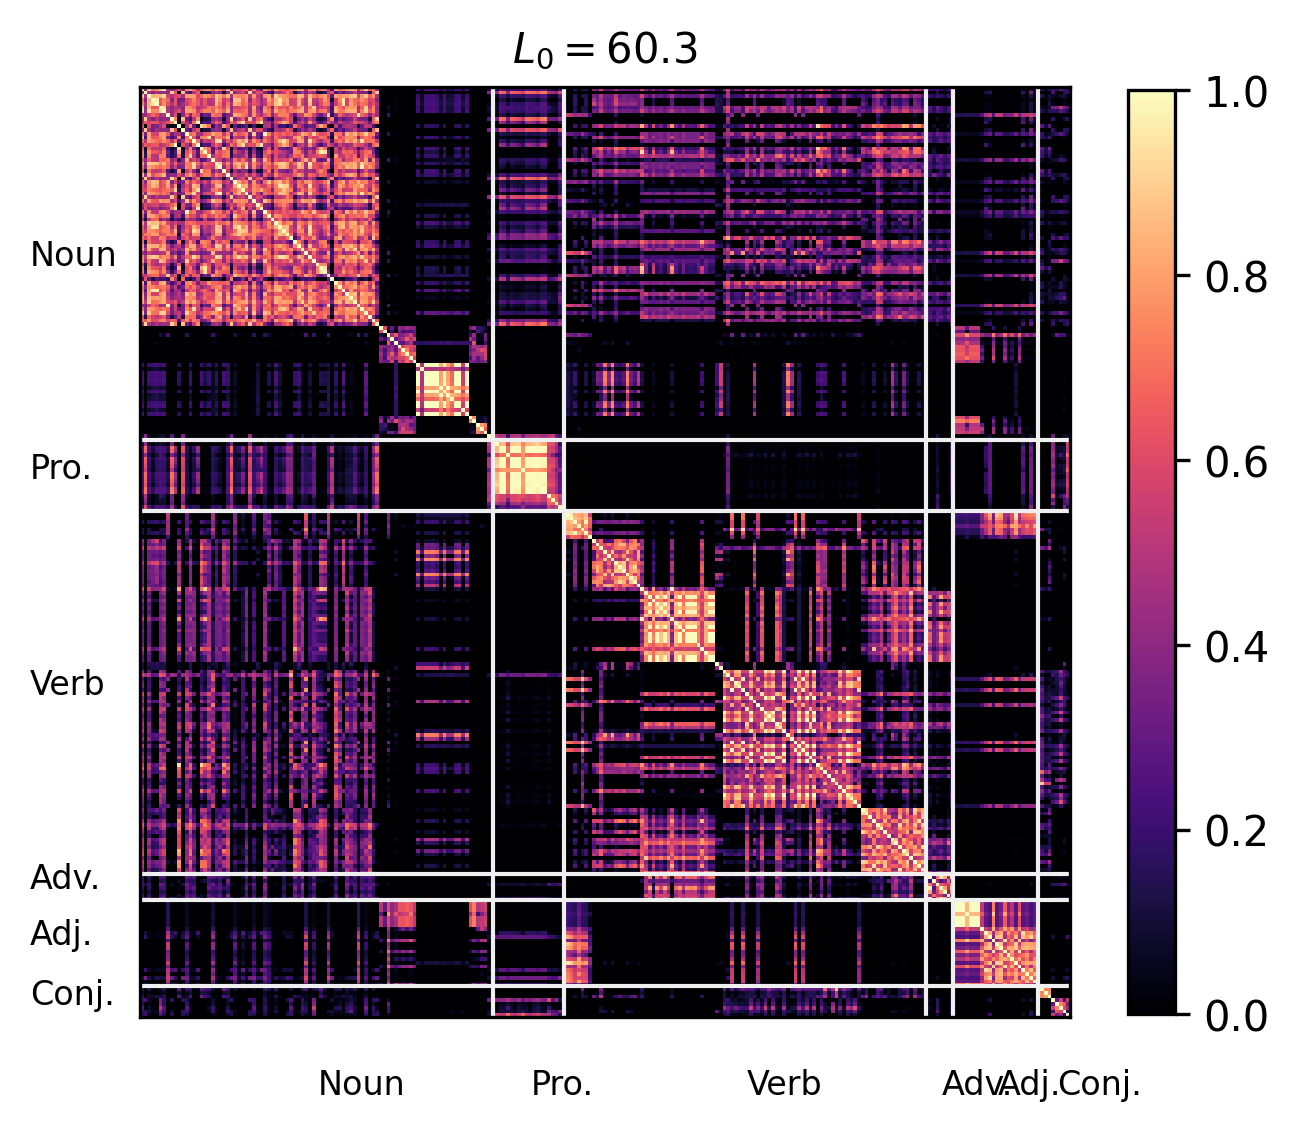 L₀ = 60.3
1.0
0.8
0.6
0.4
0.2
0.0
Noun
Pro.
Verb
Adv.
Adj.
Conj.
Noun Pro. Verb Adv. Adj. Conj.